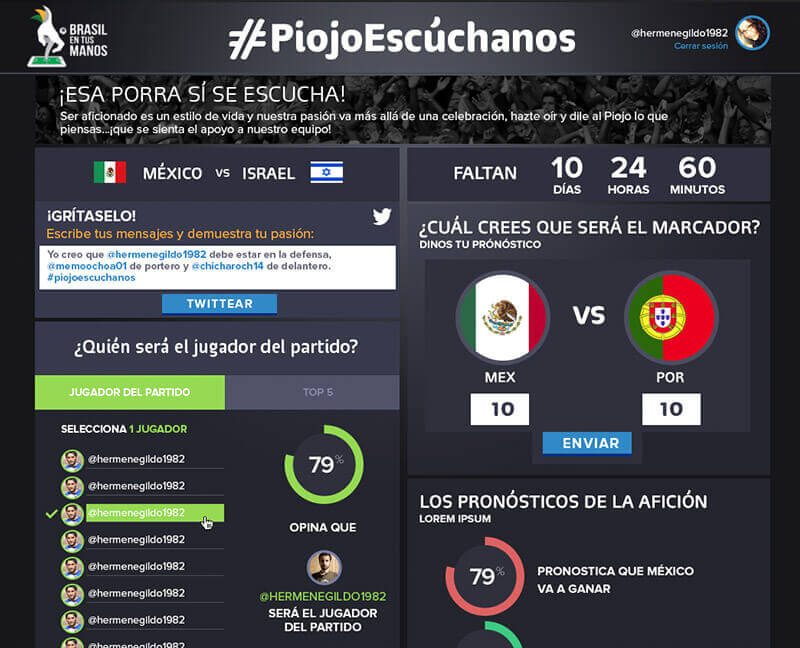 BRASIL
EN TUS
MANOS
#PiojoEscúchanos
@hermenegildo1982
Cerrar sesión
¡ESA PORRA SÍ SE ESCUCHA!
Ser aficionado es un estilo de vida y nuestra pasión va más allá de una celebración, hazte oír y dile al Piojo lo que
piensas...¡que se sienta el apoyo a nuestro equipo!
MÉXICO VS ISRAEL
FALTAN
10 24 60
DÍAS HORAS MINUTOS
¡GRÍTASELO!
Escribe tus mensajes y demuestra tu pasión:
Yo creo que @hermenegildo1982 debe estar en la defensa,
@memoochoa01 de portero y @chicharoch14 de delantero.
#piojoescuchanos
TWITTEAR
¿CUÁL CREES QUE SERÁ EL MARCADOR?
DINOS TU PRÓNÓSTICO
VS
MEX POR
10 10
ENVIAR
¿Quién será el jugador del partido?
JUGADOR DEL PARTIDO
TOP 5
SELECCIONA 1 JUGADOR
@hermenegildo1982
@hermenegildo1982
@hermenegildo1982
@hermenegildo1982
@hermenegildo1982
@hermenegildo1982
@hermenegildo1982
@hermenegildo1982
79%
OPINA QUE
@HERMENEGILDO1982
SERÁ EL JUGADOR
DEL PARTIDO
LOS PRONÓSTICOS DE LA AFICIÓN
LOREM IPSUM
79%
PRONOSTICA QUE MÉXICO
VA A GANAR